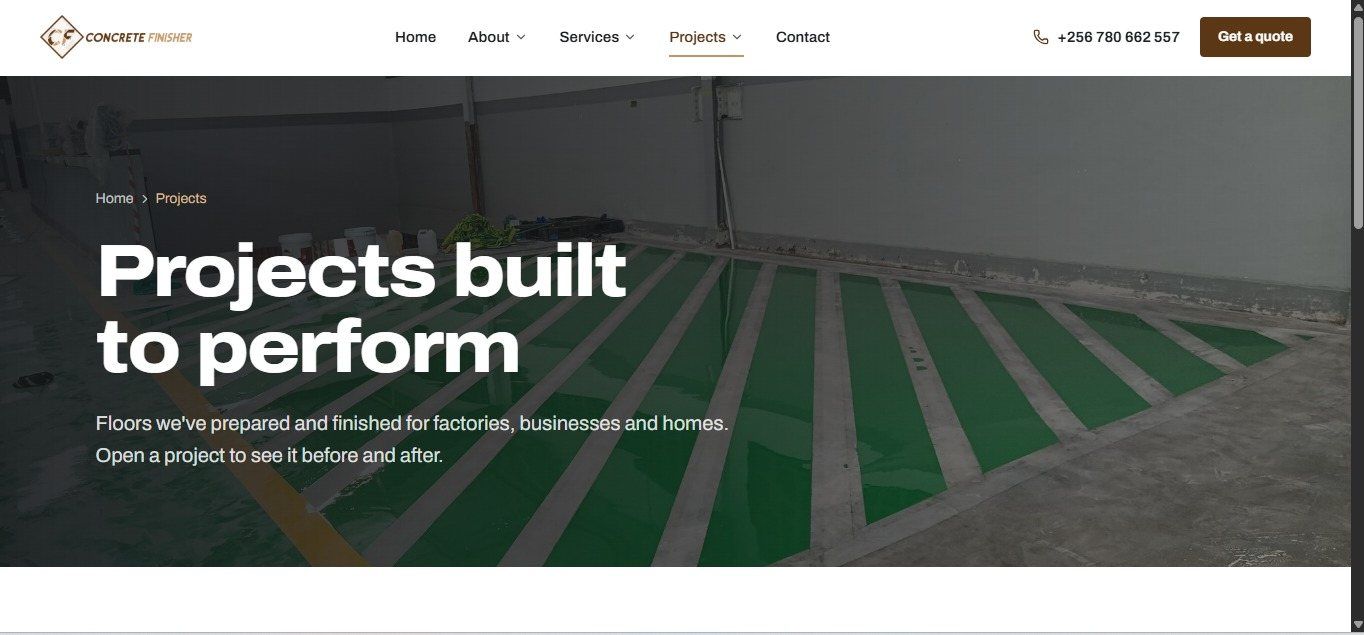 CF CONCRETE FINISHER
Home
About
Services
Projects
Contact
+256 780 662 557
Get a quote
Home > Projects
Projects built
to perform
Floors we've prepared and finished for factories, businesses and homes.
Open a project to see it before and after.